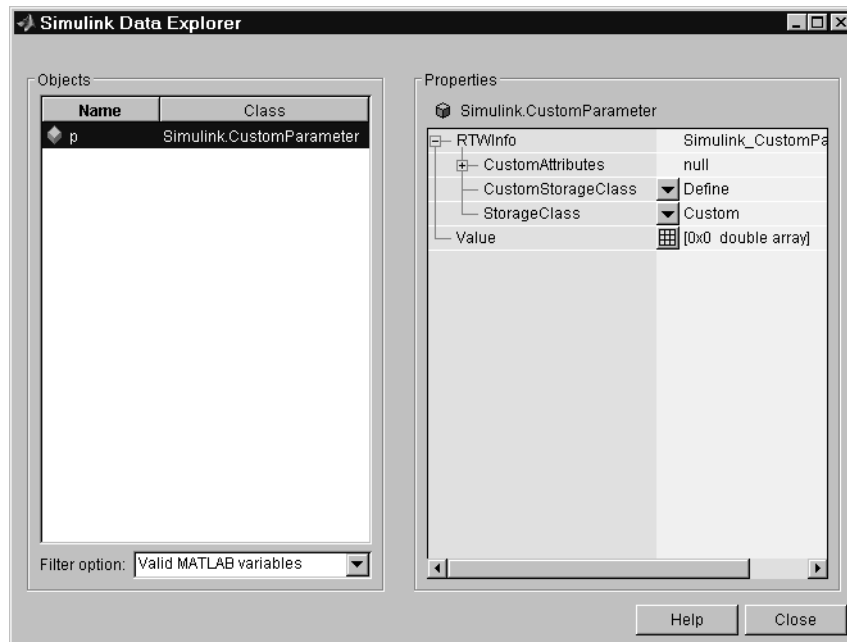 Simulink Data Explorer
Objects
Name Class
p Simulink.CustomParameter
Filter option: Valid MATLAB variables
Properties
Simulink.CustomParameter
RTWInfo Simulink_CustomPa
CustomAttributes null
CustomStorageClass Define
StorageClass Custom
Value [0x0 double array]
Help Close